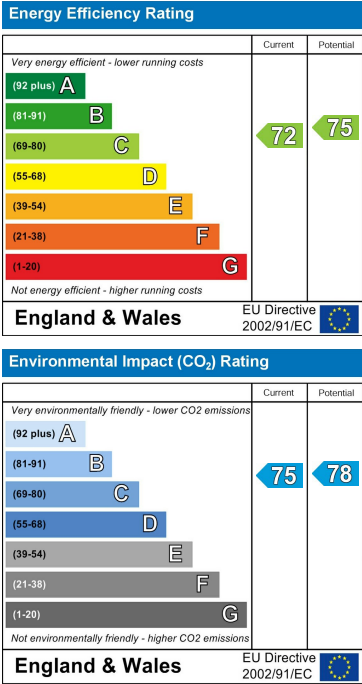 Energy Efficiency Rating
Current Potential
Very energy efficient - lower running costs
(92 plus) A
(81-91) B
(69-80) C
72 75
(55-68) D
(39-54) E
(21-38) F
(1-20) G
Not energy efficient - higher running costs
England & Wales
EU Directive
2002/91/EC
Environmental Impact (CO₂) Rating
Current Potential
Very environmentally friendly - lower CO2 emissions
(92 plus) A
(81-91) B
75 78
(69-80) C
(55-68) D
(39-54) E
(21-38) F
(1-20) G
Not environmentally friendly - higher CO2 emissions
England & Wales
EU Directive
2002/91/EC